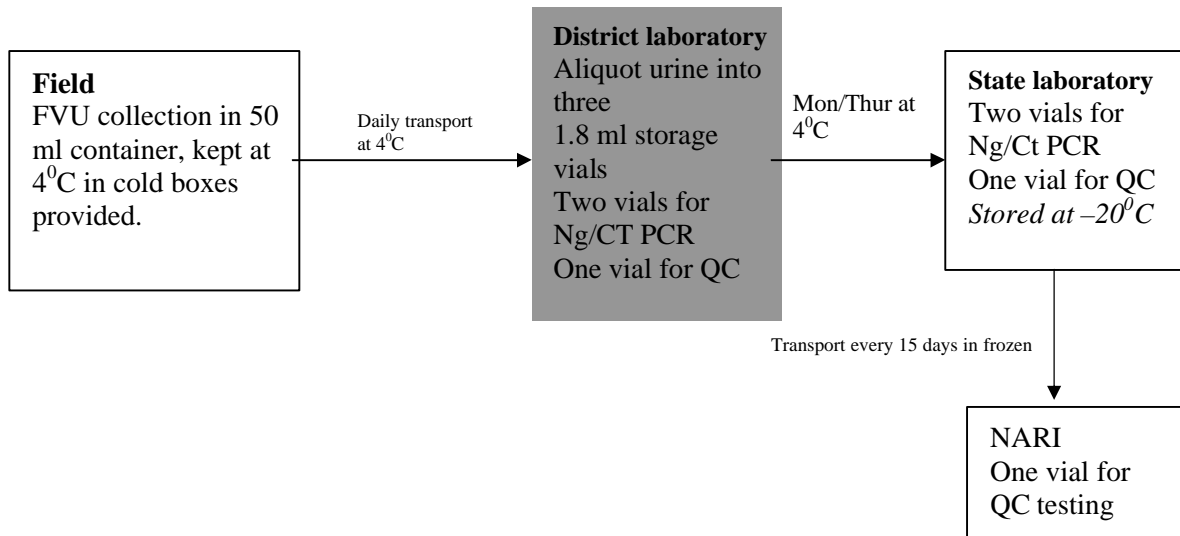 Field
FVU collection in 50
ml container, kept at
4⁰C in cold boxes
provided.
Daily transport
at 4⁰C
District laboratory
Aliquot urine into
three
1.8 ml storage
vials
Two vials for
Ng/CT PCR
One vial for QC
Mon/Thur at
4⁰C
State laboratory
Two vials for
Ng/Ct PCR
One vial for QC
Stored at –20⁰C
Transport every 15 days in frozen
NARI
One vial for
QC testing